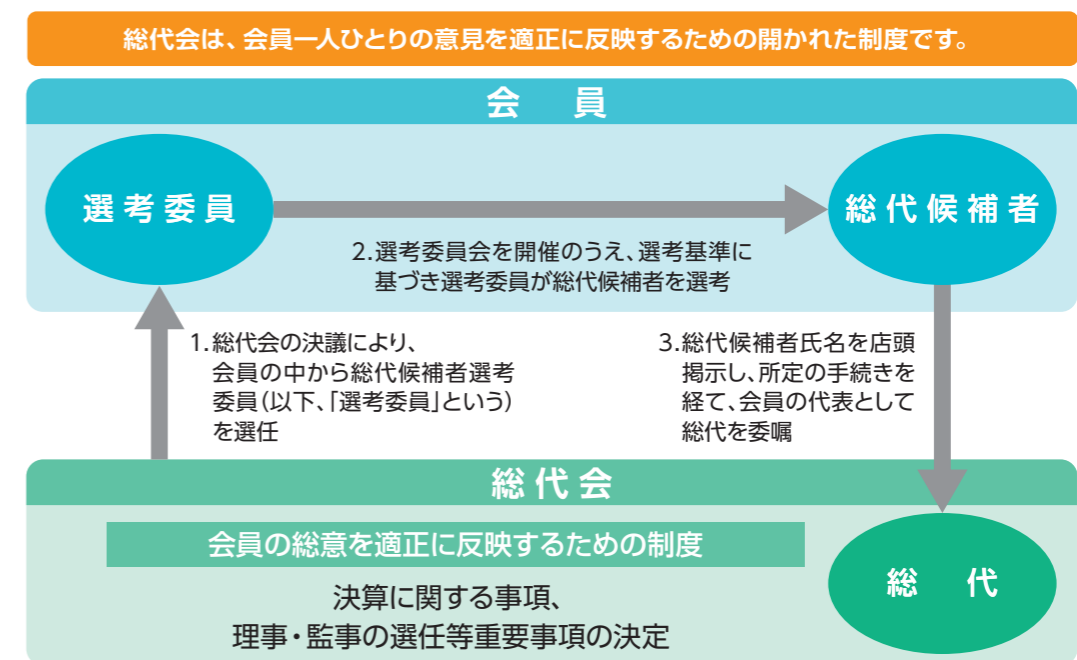 総代会は、会員一人ひとりの意見を適正に反映するための開かれた制度です。
会　員
選考委員
総代候補者
2.選考委員会を開催のうえ、選考基準に
基づき選考委員が総代候補者を選考
1.総代会の決議により、
会員の中から総代候補者選考
委員(以下、「選考委員」という)
を選任
3.総代候補者氏名を店頭
掲示し、所定の手続きを
経て、会員の代表として
総代を委嘱
総代会
会員の総意を適正に反映するための制度
決算に関する事項、
理事・監事の選任等重要事項の決定
総　代